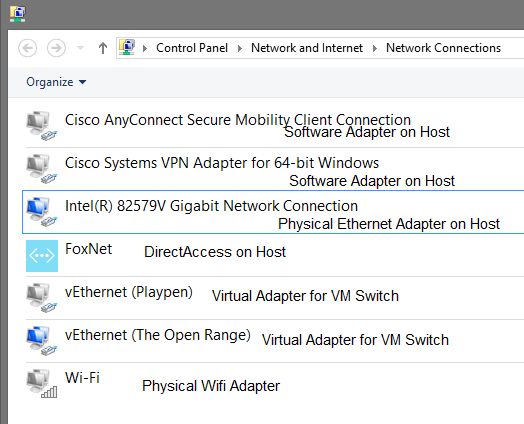 Control Panel Network and Internet Network Connections
Organize
Cisco AnyConnect Secure Mobility Client Connection
Software Adapter on Host
Cisco Systems VPN Adapter for 64-bit Windows
Software Adapter on Host
Intel(R) 82579V Gigabit Network Connection
Physical Ethernet Adapter on Host
FoxNet DirectAccess on Host
vEthernet (Playpen) Virtual Adapter for VM Switch
vEthernet (The Open Range) Virtual Adapter for VM Switch
Wi-Fi Physical Wifi Adapter